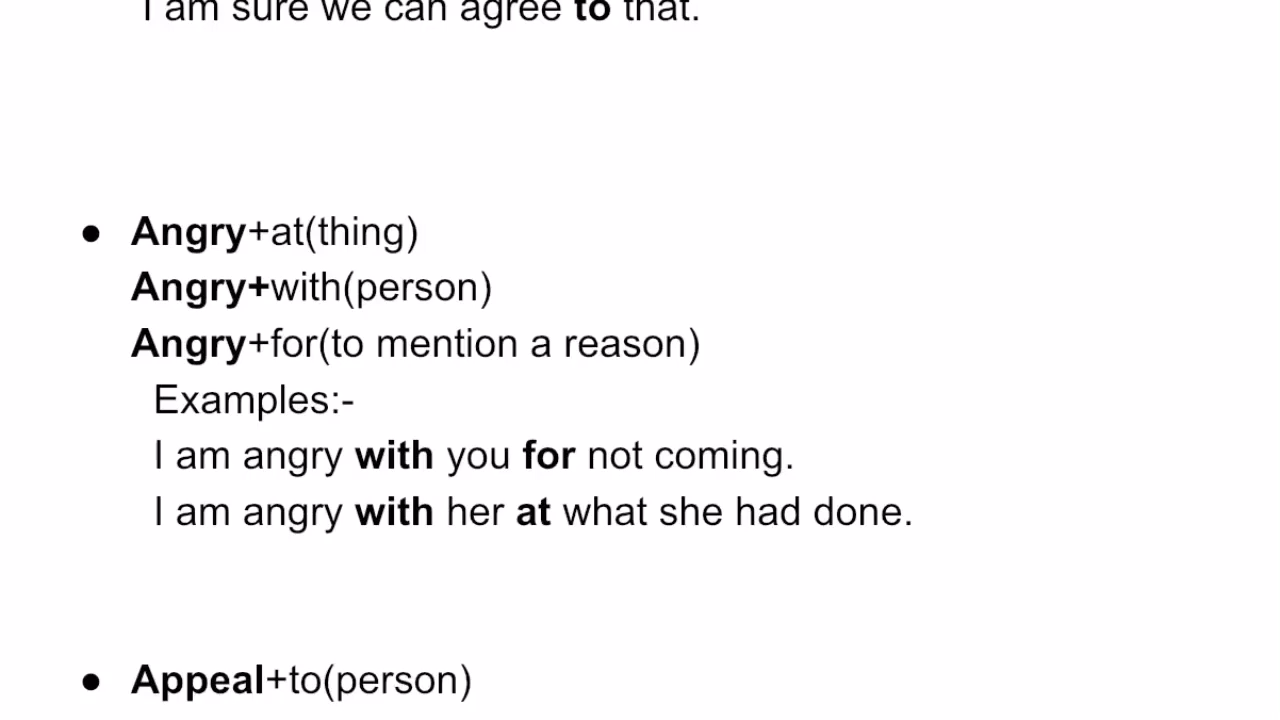 I am sure we can agree to that.
● Angry+at(thing)
Angry+with(person)
Angry+for(to mention a reason)
Examples:-
I am angry with you for not coming.
I am angry with her at what she had done.
● Appeal+to(person)